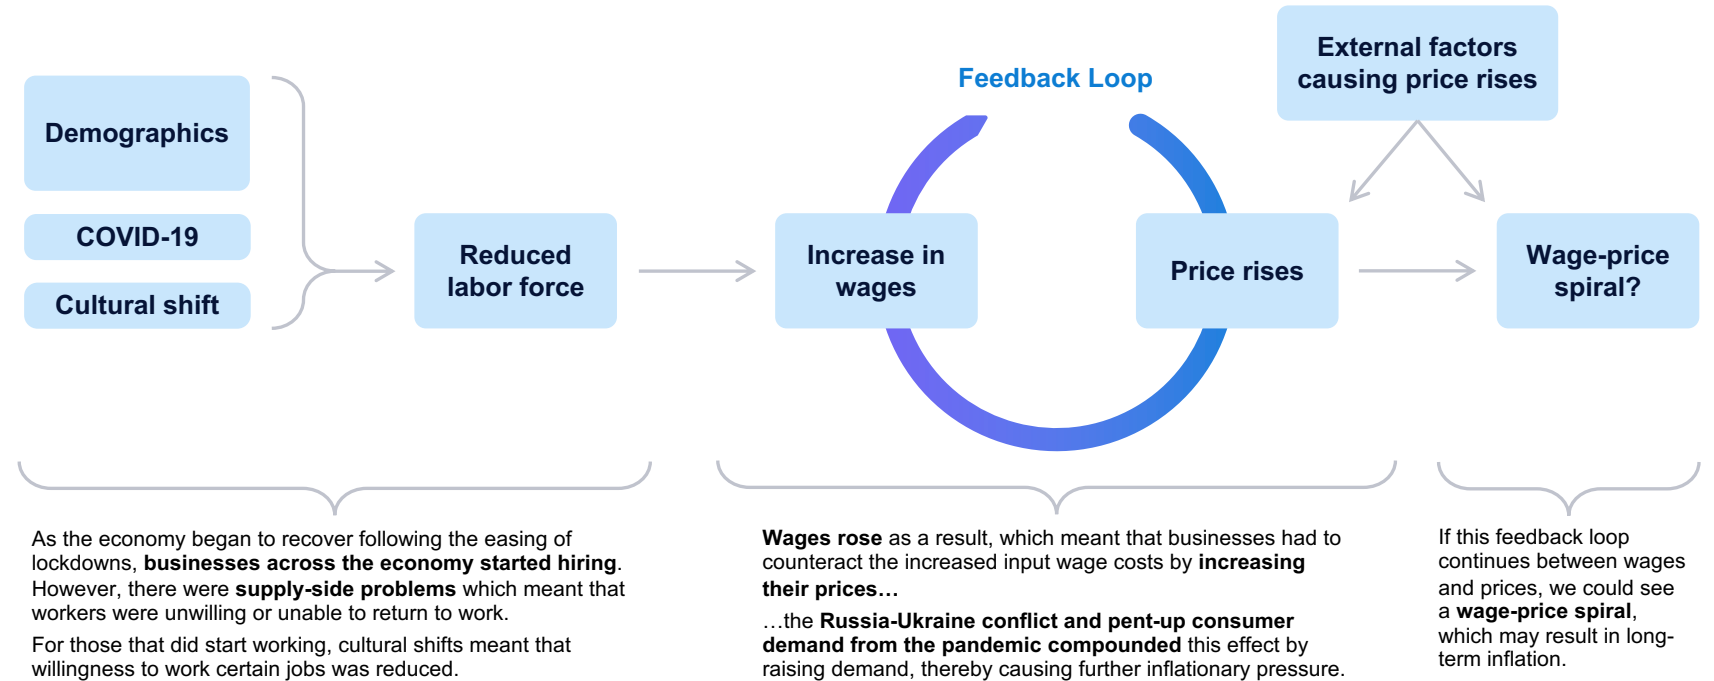 Demographics
COVID-19
Cultural shift
Reduced
labor force
Feedback Loop
Increase in
wages
Price rises
External factors
causing price rises
Wage-price
spiral?
As the economy began to recover following the easing of
lockdowns, businesses across the economy started hiring.
However, there were supply-side problems which meant that
workers were unwilling or unable to return to work.
For those that did start working, cultural shifts meant that
willingness to work certain jobs was reduced.
Wages rose as a result, which meant that businesses had to
counteract the increased input wage costs by increasing
their prices…
…the Russia-Ukraine conflict and pent-up consumer
demand from the pandemic compounded this effect by
raising demand, thereby causing further inflationary pressure.
If this feedback loop
continues between wages
and prices, we could see
a wage-price spiral,
which may result in long-
term inflation.